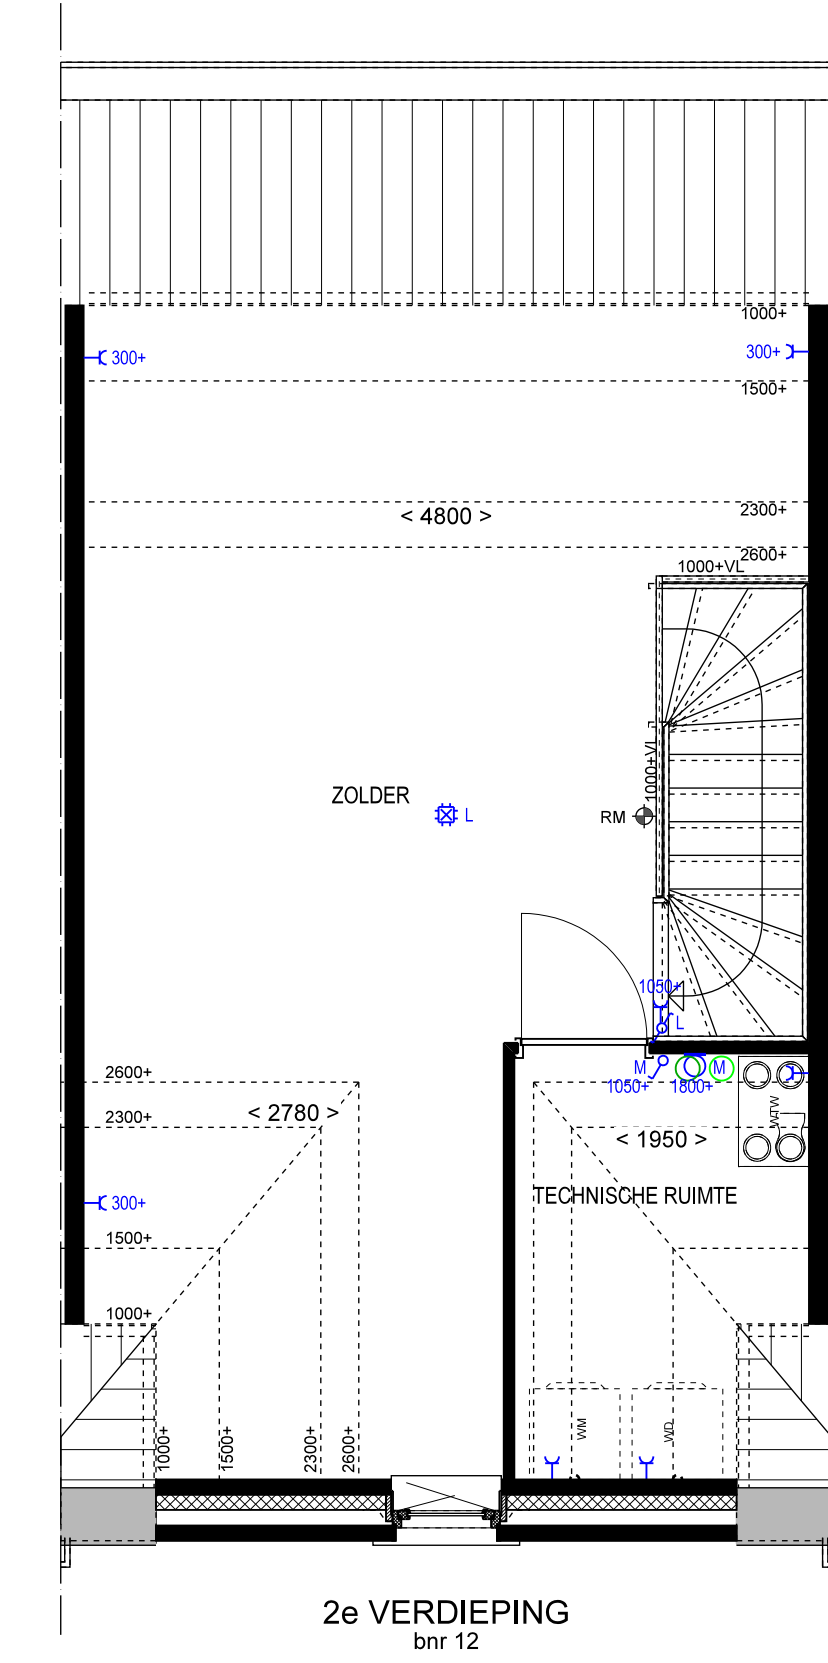 1000+
300+
300+
1500+
< 4800 >
2300+
2600+
1000+VL
1000+VL
ZOLDER
L
RM
1050+
L
M
M
1050+
1800+
2600+
< 2780 >
2300+
WTW
< 1950 >
300+
TECHNISCHE RUIMTE
1500+
1000+
1000+
1500+
2300+
2600+
WM
WD
2e VERDIEPING
bnr 12